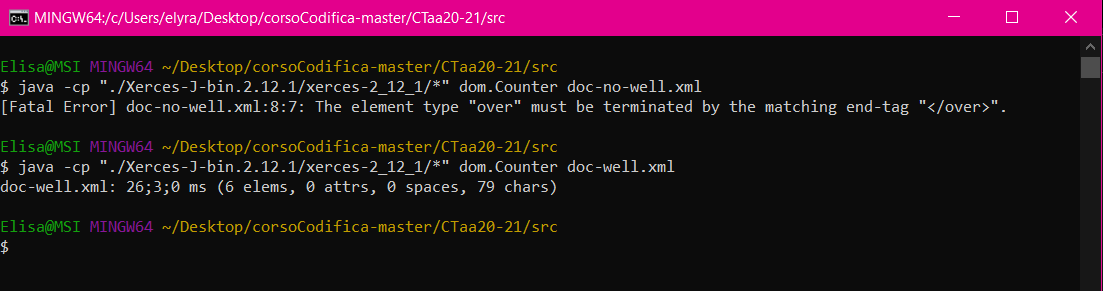 MINGW64:/c/Users/elyra/Desktop/corsoCodifica-master/CTaa20-21/src
Elisa@MSI MINGW64 ~/Desktop/corsoCodifica-master/CTaa20-21/src
$ java -cp "./Xerces-J-bin.2.12.1/xerces-2_12_1/*" dom.Counter doc-no-well.xml
[Fatal Error] doc-no-well.xml:8:7: The element type "over" must be terminated by the matching end-tag "</over>".
Elisa@MSI MINGW64 ~/Desktop/corsoCodifica-master/CTaa20-21/src
$ java -cp "./Xerces-J-bin.2.12.1/xerces-2_12_1/*" dom.Counter doc-well.xml
doc-well.xml: 26;3;0 ms (6 elems, 0 attrs, 0 spaces, 79 chars)
Elisa@MSI MINGW64 ~/Desktop/corsoCodifica-master/CTaa20-21/src
$